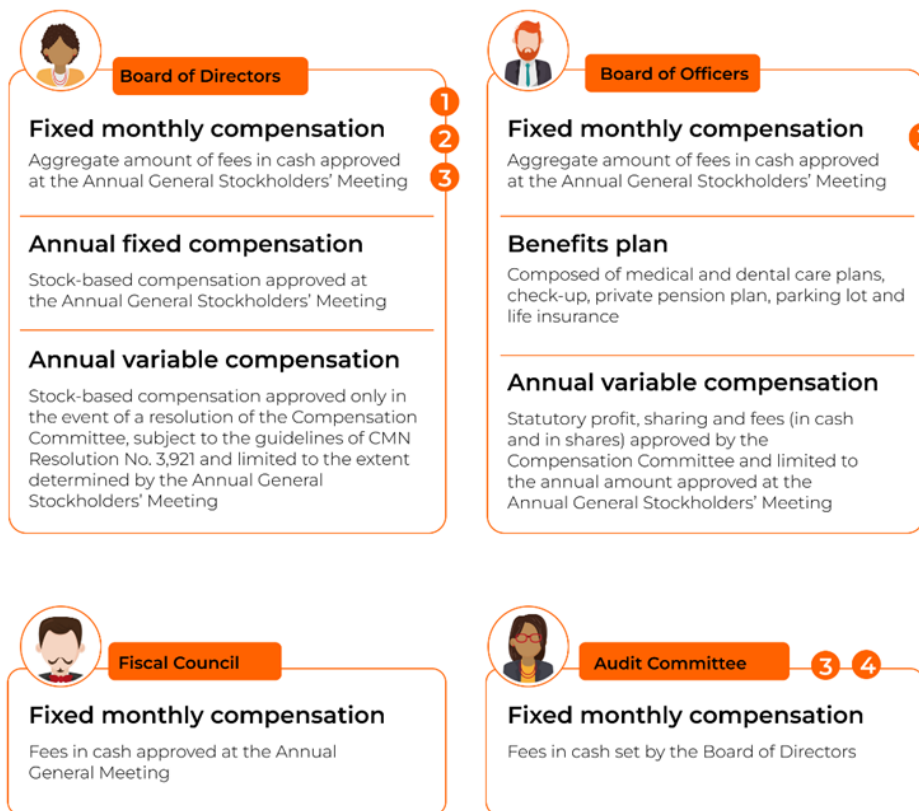 Board of Directors
1
2
3
Fixed monthly compensation
Aggregate amount of fees in cash approved
at the Annual General Stockholders' Meeting
Annual fixed compensation
Stock-based compensation approved at
the Annual General Stockholders' Meeting
Annual variable compensation
Stock-based compensation approved only in
the event of a resolution of the Compensation
Committee, subject to the guidelines of CMN
Resolution No. 3,921 and limited to the extent
determined by the Annual General
Stockholders' Meeting
Board of Officers
Fixed monthly compensation
Aggregate amount of fees in cash approved
at the Annual General Stockholders' Meeting
Benefits plan
Composed of medical and dental care plans,
check-up, private pension plan, parking lot and
life insurance
Annual variable compensation
Statutory profit, sharing and fees (in cash
and in shares) approved by the
Compensation Committee and limited to
the annual amount approved at the
Annual General Stockholders' Meeting
Fiscal Council
Fixed monthly compensation
Fees in cash approved at the Annual
General Meeting
Audit Committee
3 4
Fixed monthly compensation
Fees in cash set by the Board of Directors